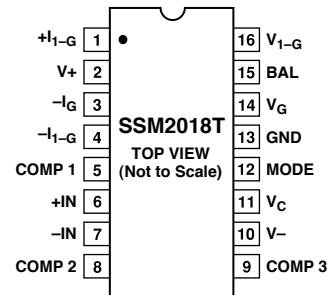 +I1–G 1
V+ 2
–IG 3
–I1–G 4
COMP 1 5
+IN 6
–IN 7
COMP 2 8
SSM2018T
TOP VIEW
(Not to Scale)
16 V1–G
15 BAL
14 VG
13 GND
12 MODE
11 VC
10 V–
9 COMP 3